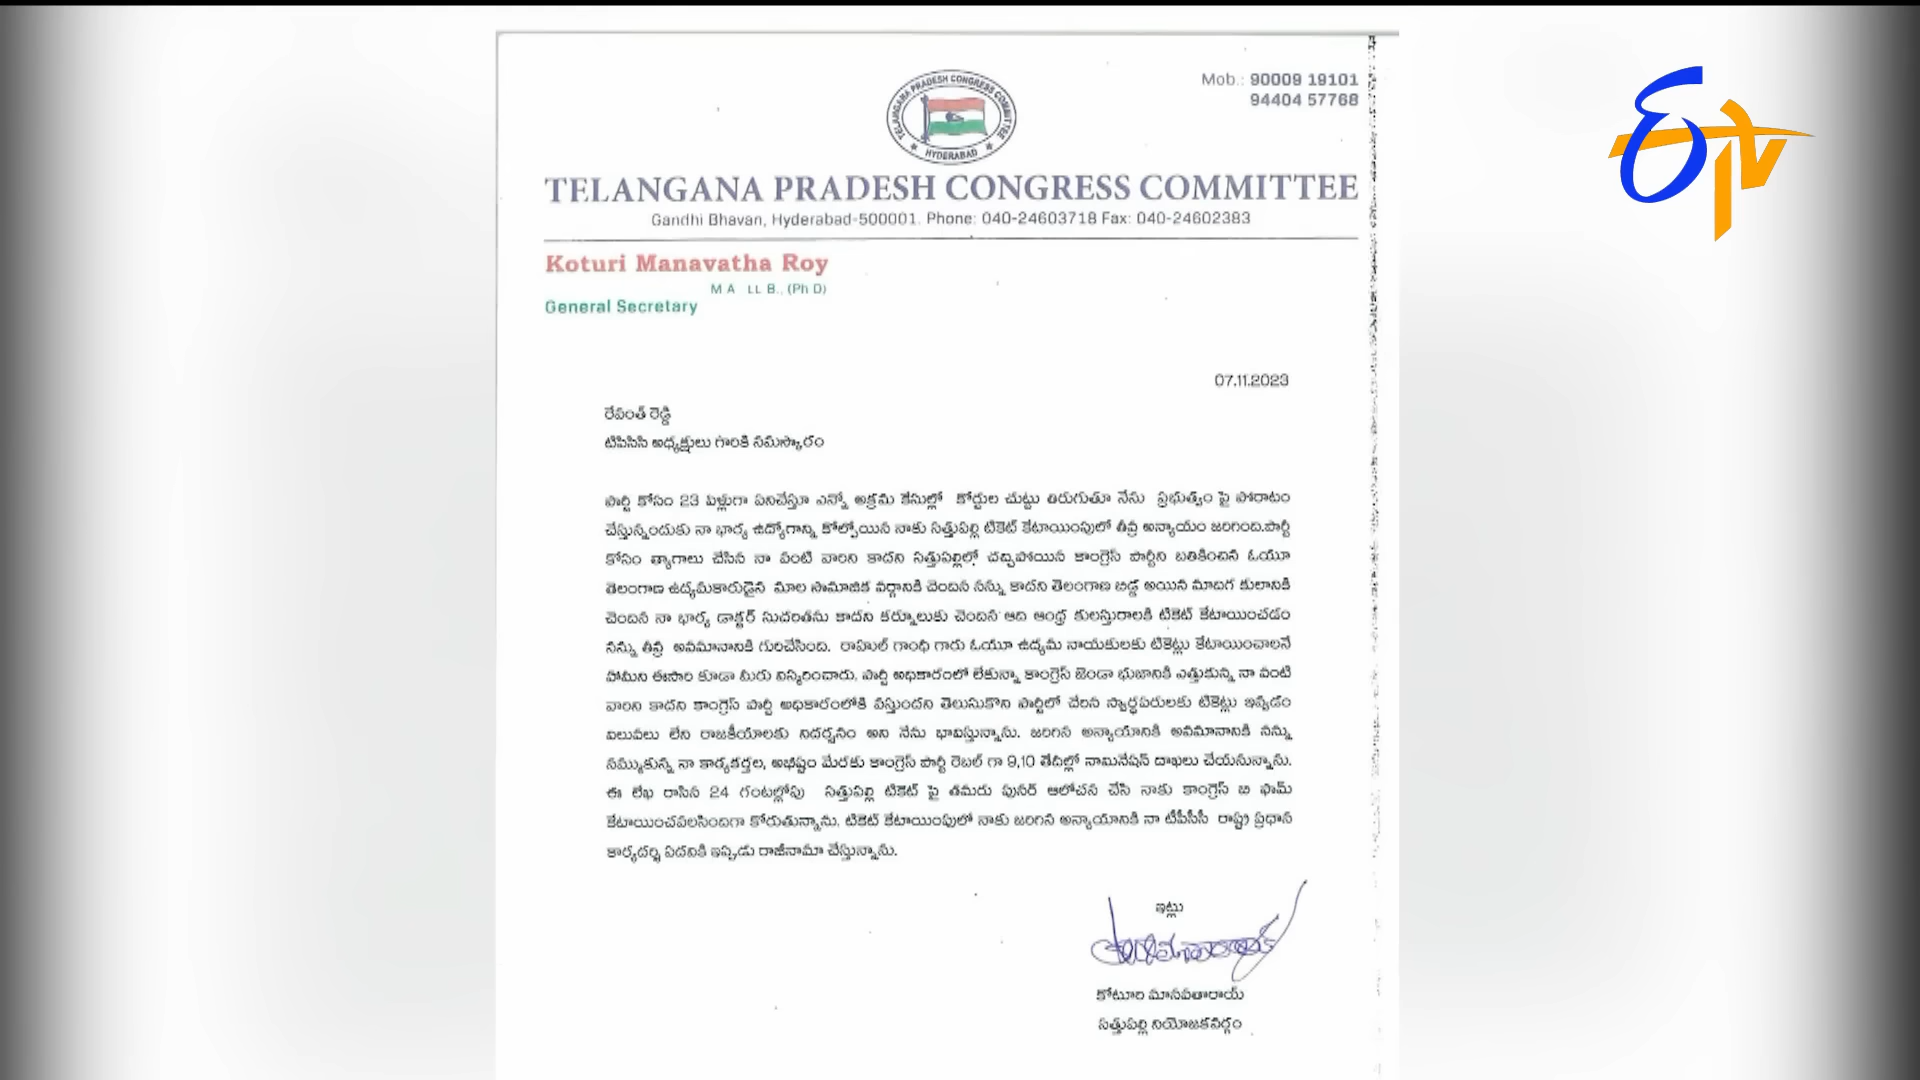 TELANGANA PRADESH CONGRESS COMMITTEE
HYDERABAD
Mob.: 90009 19101
94404 57768
ETV
TELANGANA PRADESH CONGRESS COMMITTEE
Gandhi Bhavan, Hyderabad-500001. Phone: 040-24603718 Fax: 040-24602383
Koturi Manavatha Roy
M A LL B., (Ph D)
General Secretary
07.11.2023
రేవంత్ రెడ్డి
టిపిసిసి అధ్యక్షులు గారికి నమస్కారం
పార్టి కోసం 23 ఏళ్లుగా పనిచేస్తూ ఎన్నో అక్రమ కేసుల్లో కోర్టుల చుట్టు తిరుగుతూ నేను ప్రభుత్వం పై పోరాటం
చేస్తున్నందుకు నా భార్య ఉద్యోగాన్ని కోల్పోయిన నాకు సత్తుపల్లి టికెట్ కేటాయింపులో తీవ్ర అన్యాయం జరిగింది.పార్టీ
కోసం త్యాగాలు చేసిన నా వంటి వారిని కాదని సత్తుపల్లిలో చచ్చిపోయిన కాంగ్రెస్ పార్టీని బతికించిన ఓయూ
తెలంగాణ ఉద్యమకారుడైన మాల సామాజిక వర్గానికి చెందిన నన్ను కాదని తెలంగాణ బిడ్డ అయిన మాదిగ కులానికి
చెందిన నా భార్య డాక్టర్ సుచరితను కాదని కర్నూలుకు చెందిన ఆది ఆంధ్ర కులస్తురాలికి టికెట్ కేటాయించడం
నన్ను తీవ్ర అవమానానికి గురిచేసింది. రాహుల్ గాంధీ గారు ఓయూ ఉద్యమ నాయకులకు టికెట్లు కేటాయించాలనే
హామీని ఈసారి కూడా మీరు విస్మరించారు. పార్టీ అధికారంలో లేకున్నా కాంగ్రెస్ జెండా భుజానికి ఎత్తుకున్న నా వంటి
వారిని కాదని కాంగ్రెస్ పార్టీ అధికారంలోకి వస్తుందని తెలుసుకొని పార్టీలో చేరిన స్వార్థపరులకు టికెట్లు ఇవ్వడం
విలువలు లేని రాజకీయాలకు నిదర్శనం అని నేను భావిస్తున్నాను. జరిగిన అన్యాయానికి అవమానానికి నన్ను
నమ్ముకున్న నా కార్యకర్తల, అభీష్టం మేరకు కాంగ్రెస్ పార్టీ రెబల్ గా 9,10 తేదీల్లో నామినేషన్ దాఖలు చేయనున్నాను.
ఈ లేఖ రాసిన 24 గంటల్లోపు సత్తుపల్లి టికెట్ పై తమరు పునర్ ఆలోచన చేసి నాకు కాంగ్రెస్ బి ఫామ్
కేటాయించవలసిందిగా కోరుతున్నాను. టికెట్ కేటాయింపులో నాకు జరిగిన అన్యాయానికి నా టీపీసీసీ రాష్ట్ర ప్రధాన
కార్యదర్శి పదవికి ఇప్పుడు రాజీనామా చేస్తున్నాను.
ఇట్లు
కోటూరి మానవతారాయ్
సత్తుపల్లి నియోజకవర్గం